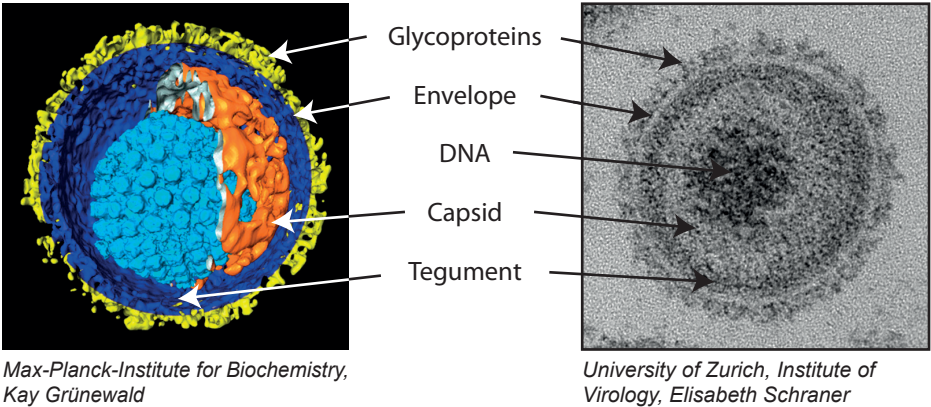 Glycoproteins
Envelope
DNA
Capsid
Tegument
Max-Planck-Institute for Biochemistry,
Kay Grünewald
University of Zurich, Institute of
Virology, Elisabeth Schraner